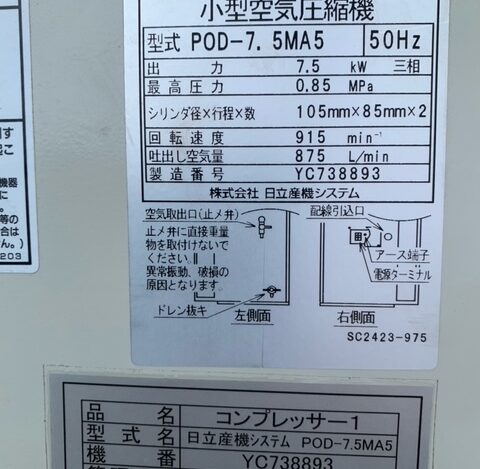 小型空気圧縮機
型式 POD-7.5MA5 50Hz
出力 7.5 kW 三相
最高圧力 0.85 MPa
シリンダ径×行程×数 105mm×85mm×2
回転速度 915 min⁻¹
吐出し空気量 875 L/min
製造番号 YC738893
株式会社 日立産機システム
空気取出口(止メ弁)
止メ弁に直接重量
物を取付けないで
ください。
異常振動、破損の
原因となります。
ドレン抜キ
左側面
配線引込口
アース端子
電源ターミナル
右側面
SC2423-975
品名 コンプレッサー1
型式名 日立産機システム POD-7.5MA5
機番 YC738893